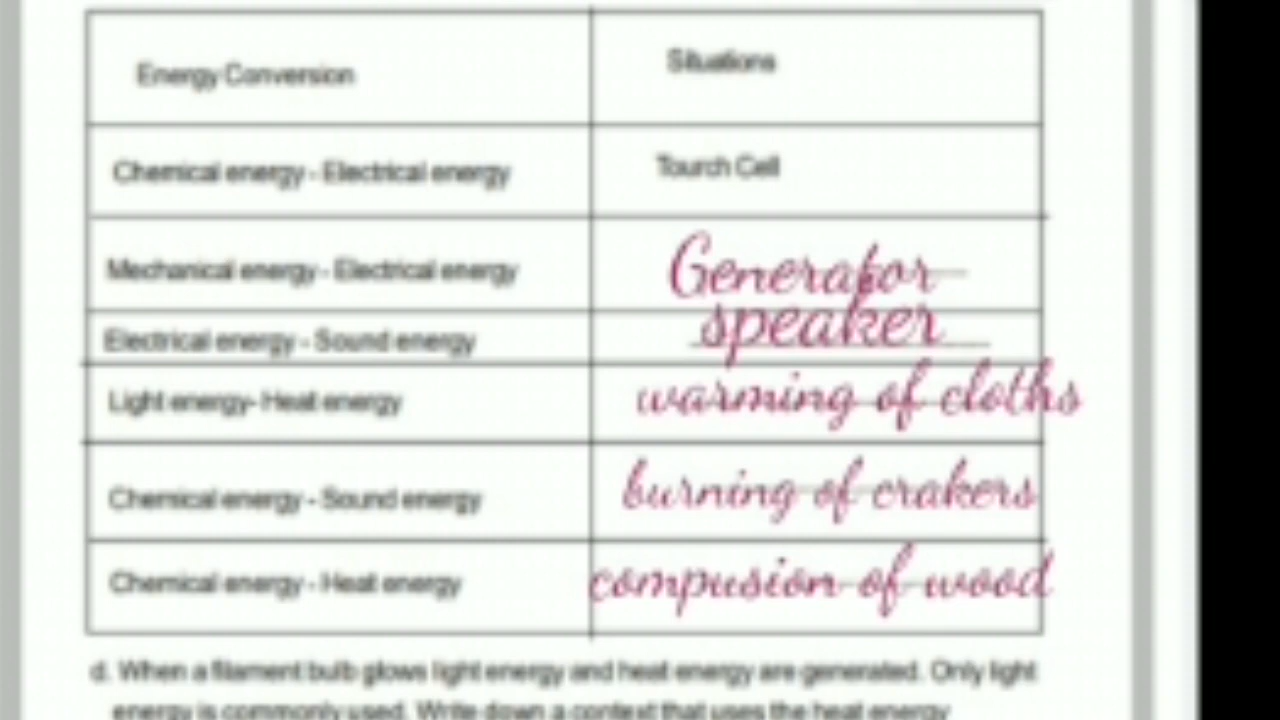 Energy Conversion Situations
Chemical energy - Electrical energy Tourch Cell
Mechanical energy - Electrical energy Generator
Electrical energy - Sound energy speaker
Light energy- Heat energy warming of cloths
Chemical energy - Sound energy burning of crakers
Chemical energy - Heat energy compusion of wood
d. When a filament bulb glows light energy and heat energy are generated. Only light
energy is commonly used. Write down a context that uses the heat energy